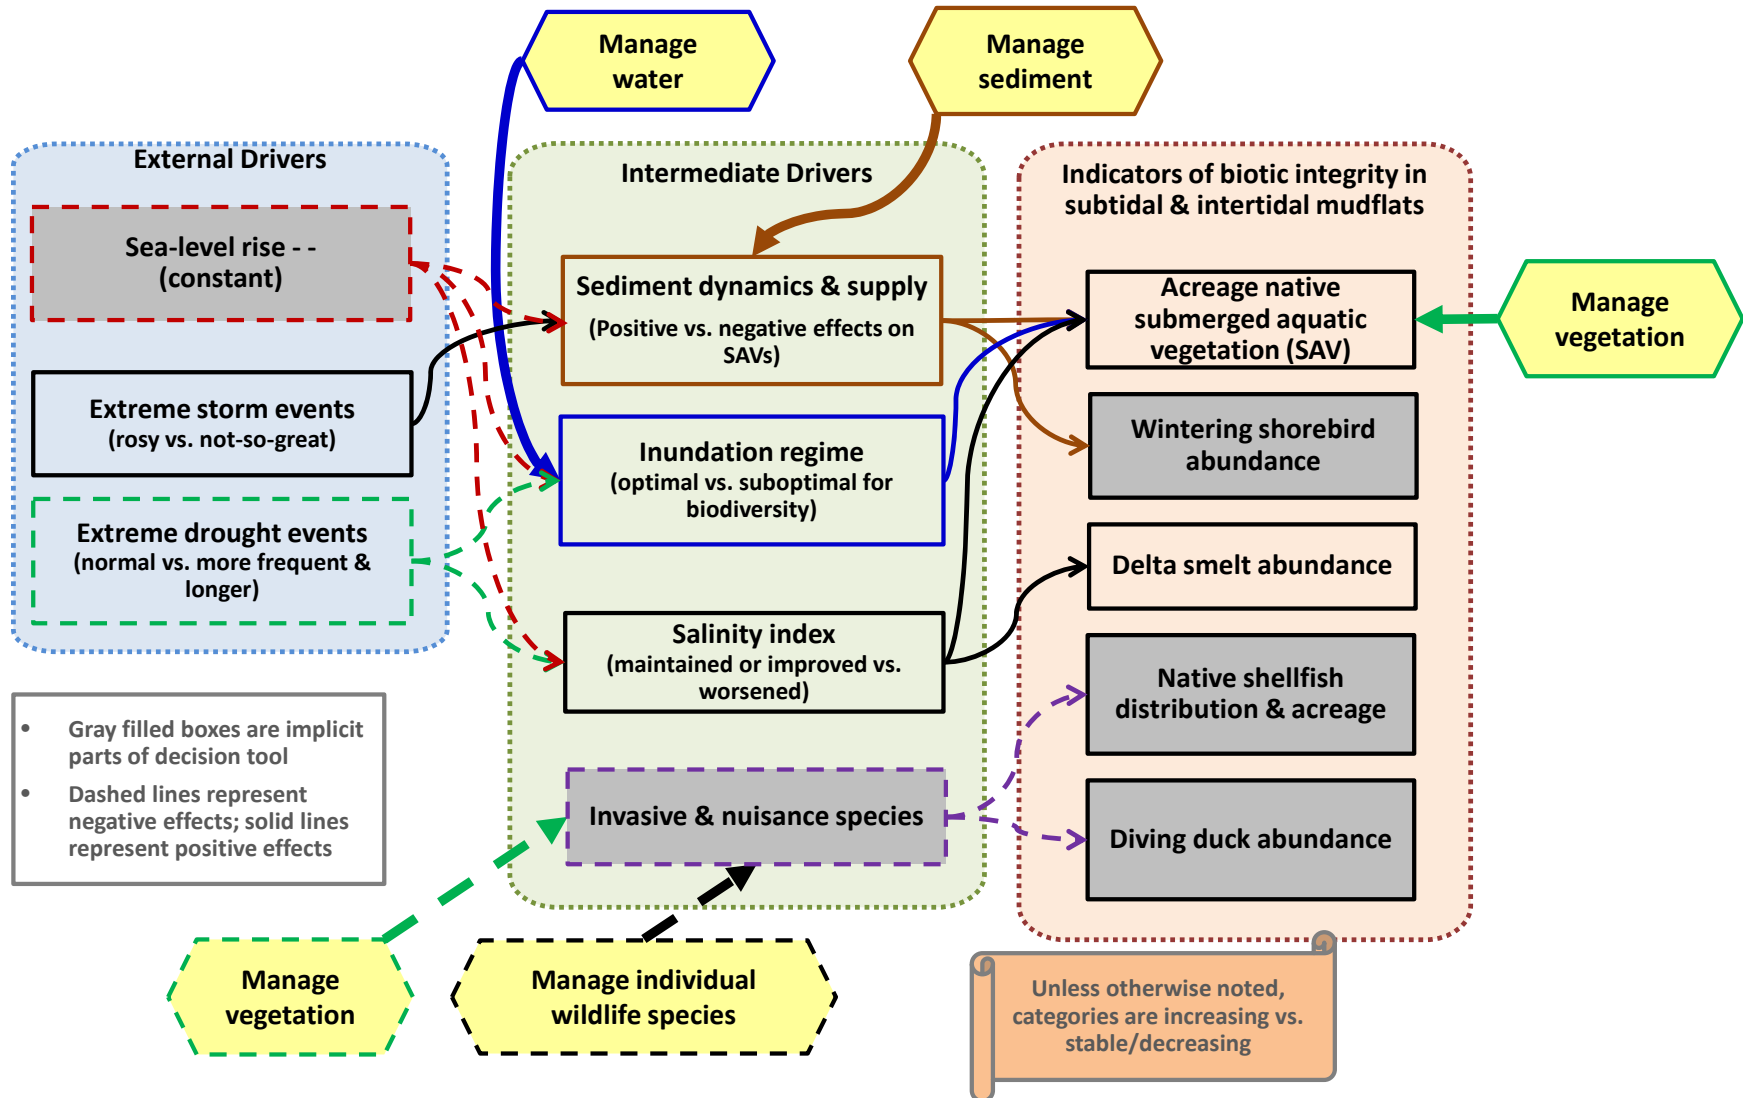 Manage
water
Manage
sediment
External Drivers
Sea-level rise - -
(constant)
Extreme storm events
(rosy vs. not-so-great)
Extreme drought events
(normal vs. more frequent &
longer)
Intermediate Drivers
Sediment dynamics & supply
(Positive vs. negative effects on
SAVs)
Inundation regime
(optimal vs. suboptimal for
biodiversity)
Salinity index
(maintained or improved vs.
worsened)
Invasive & nuisance species
Indicators of biotic integrity in
subtidal & intertidal mudflats
Acreage native
submerged aquatic
vegetation (SAV)
Wintering shorebird
abundance
Delta smelt abundance
Native shellfish
distribution & acreage
Diving duck abundance
Manage
vegetation
• Gray filled boxes are implicit
parts of decision tool
• Dashed lines represent
negative effects; solid lines
represent positive effects
Manage
vegetation
Manage individual
wildlife species
Unless otherwise noted,
categories are increasing vs.
stable/decreasing